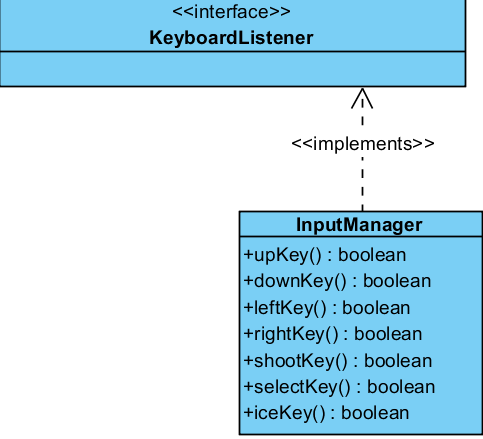 <<interface>>
KeyboardListener
<<implements>>
InputManager
+upKey() : boolean
+downKey() : boolean
+leftKey() : boolean
+rightKey() : boolean
+shootKey() : boolean
+selectKey() : boolean
+iceKey() : boolean